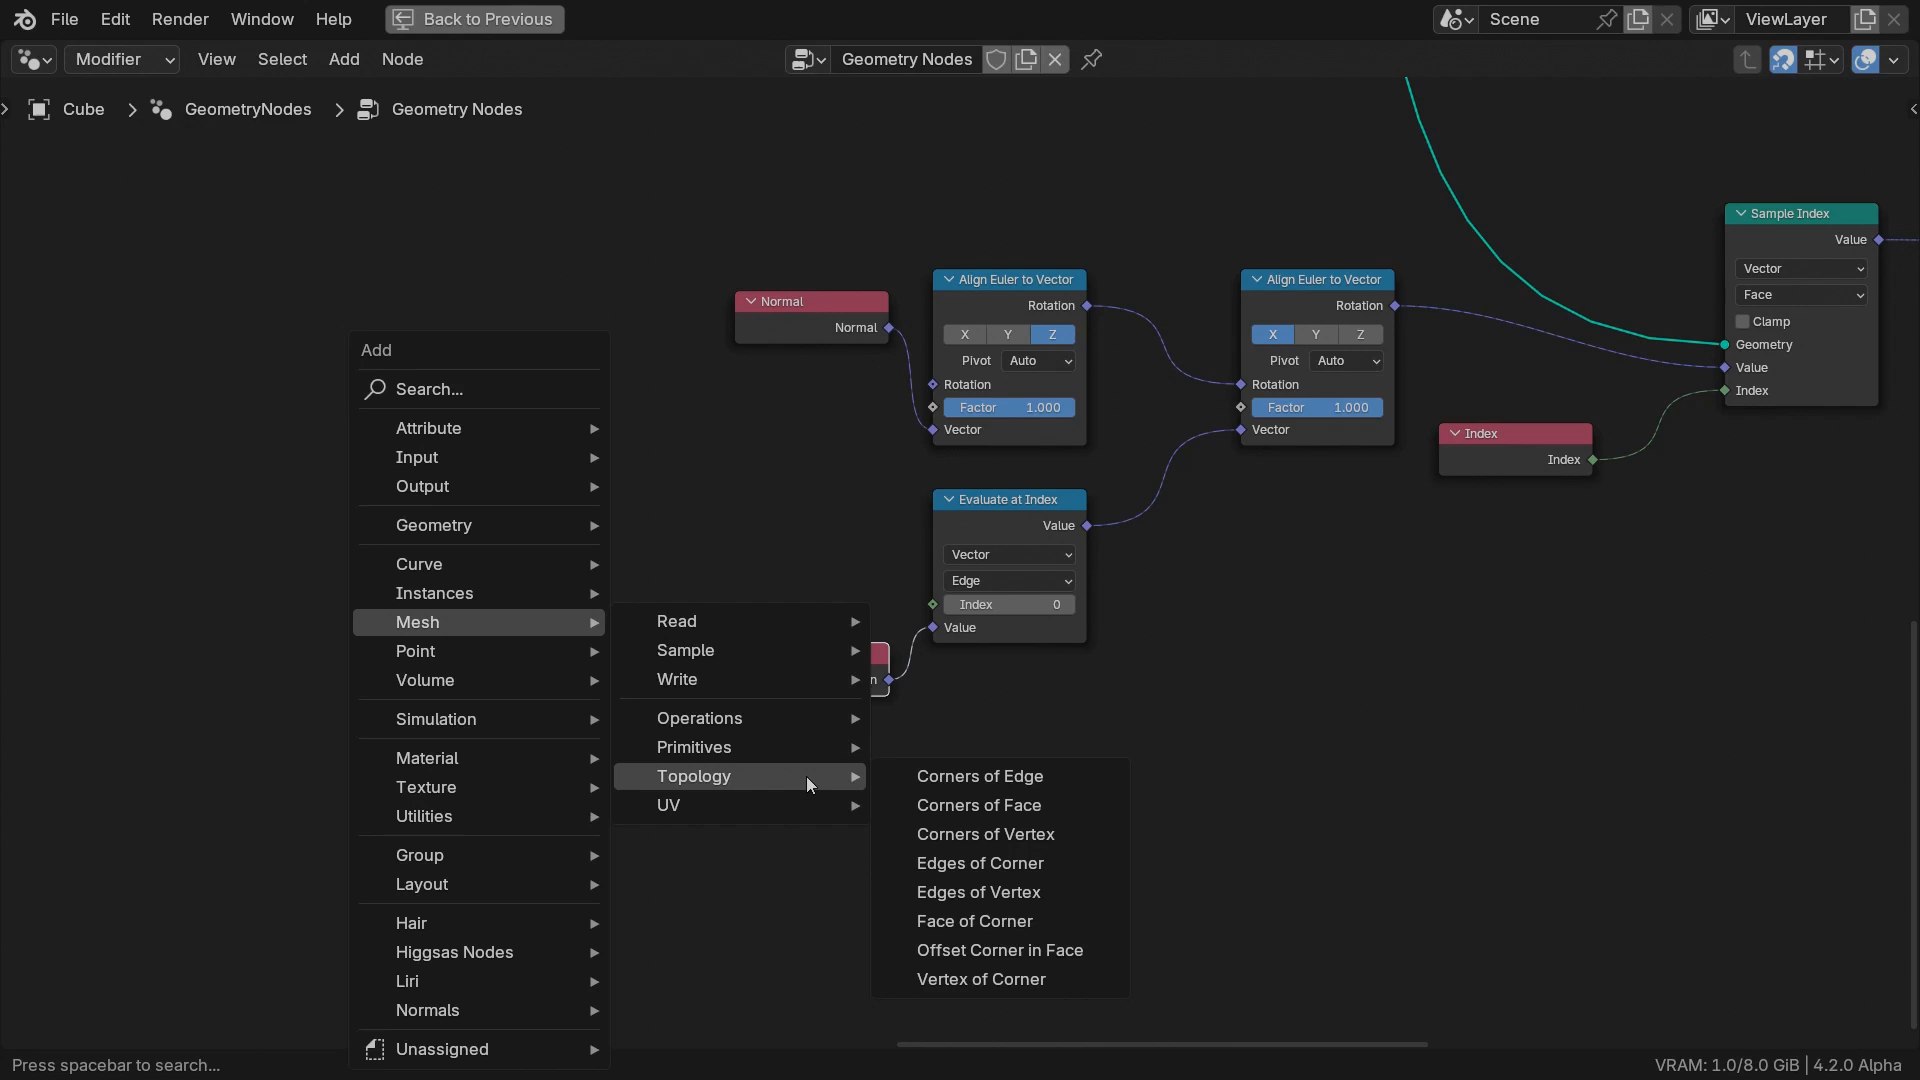 File Edit Render Window Help Back to Previous Scene ViewLayer
Modifier View Select Add Node Geometry Nodes
Cube GeometryNodes Geometry Nodes
Sample Index
Value
Vector
Face
Clamp
Geometry
Value
Index
Normal
Normal
Align Euler to Vector
Rotation
X Y Z
Pivot Auto
Rotation
Factor 1.000
Vector
Align Euler to Vector
Rotation
X Y Z
Pivot Auto
Rotation
Factor 1.000
Vector
Index
Index
Evaluate at Index
Value
Vector
Edge
Index 0
Value
n
Add
Search...
Attribute
Input
Output
Geometry
Curve
Instances
Mesh
Point
Volume
Simulation
Material
Texture
Utilities
Group
Layout
Hair
Higgsas Nodes
Liri
Normals
Unassigned
Read
Sample
Write
Operations
Primitives
Topology
UV
Corners of Edge
Corners of Face
Corners of Vertex
Edges of Corner
Edges of Vertex
Face of Corner
Offset Corner in Face
Vertex of Corner
Press spacebar to search...
VRAM: 1.0/8.0 GiB | 4.2.0 Alpha